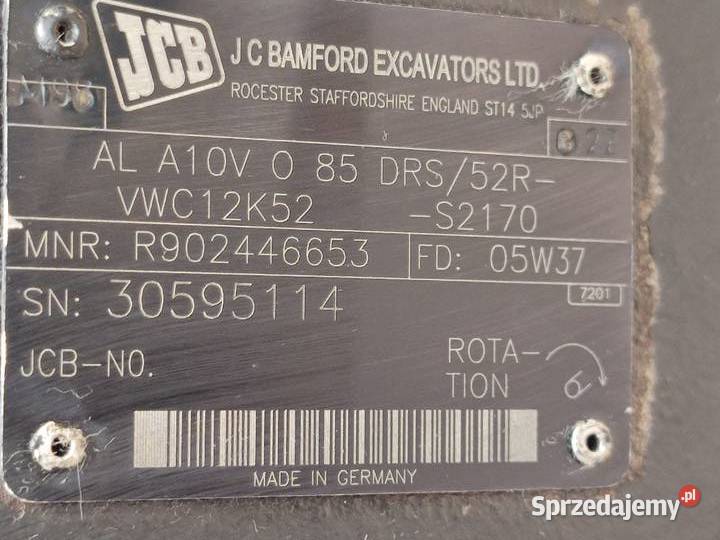 JCB
J C BAMFORD EXCAVATORS LTD.
ROCESTER STAFFORDSHIRE ENGLAND ST14 5JP
AL A10V O 85 DRS/52R-
VWC12K52 -S2170
MNR: R902446653 FD: 05W37
SN: 30595114 7201
JCB-NO. ROTA-
TION
MADE IN GERMANY
Sprzedajemy.pl